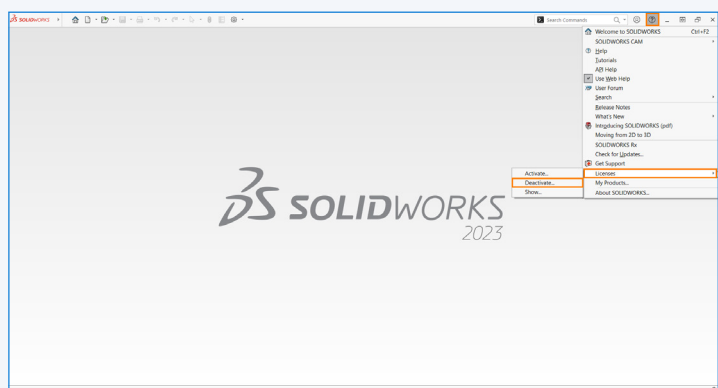 SOLIDWORKS
Search Commands
Welcome to SOLIDWORKS Ctrl+F2
SOLIDWORKS CAM
Help
Tutorials
API Help
Use Web Help
User Forum
Search
Release Notes
What's New
Introducing SOLIDWORKS (pdf)
Moving from 2D to 3D
SOLIDWORKS Rx
Check for Updates...
Get Support
Licenses
Activate...
Deactivate...
Show...
My Products...
About SOLIDWORKS...
SOLIDWORKS
2023